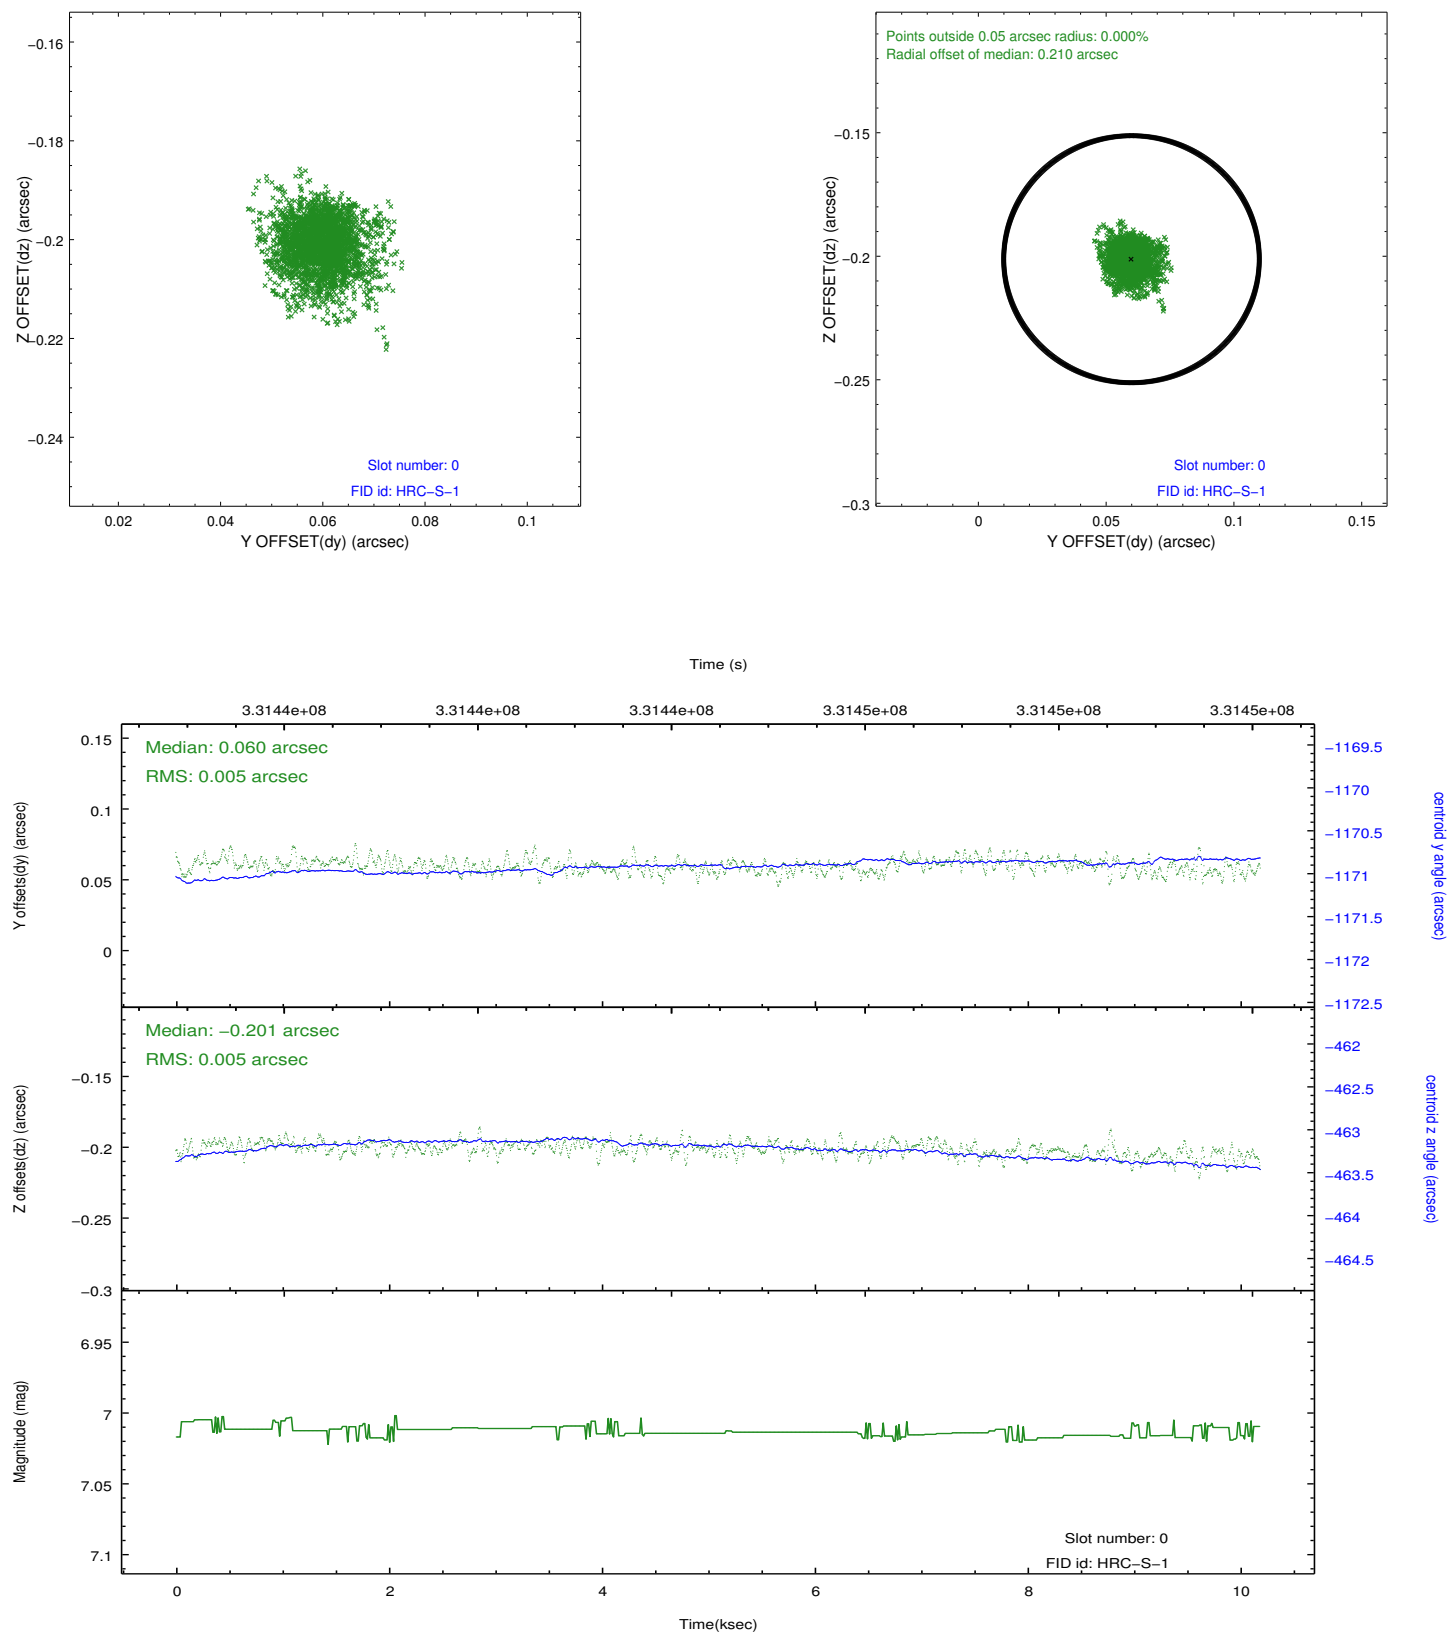 −0.16
−0.18
−0.2
−0.22
−0.24
Z OFFSET(dz) (arcsec)
Slot number: 0
FID id: HRC−S−1
0.02 0.04 0.06 0.08 0.1
Y OFFSET(dy) (arcsec)
Points outside 0.05 arcsec radius: 0.000%
Radial offset of median: 0.210 arcsec
−0.15
−0.2
−0.25
−0.3
Z OFFSET(dz) (arcsec)
Slot number: 0
FID id: HRC−S−1
0 0.05 0.1 0.15
Y OFFSET(dy) (arcsec)
Time (s)
3.3144e+08 3.3144e+08 3.3144e+08 3.3145e+08 3.3145e+08 3.3145e+08
Median: 0.060 arcsec
RMS: 0.005 arcsec
0.15
0.1
0.05
0
Y offsets(dy) (arcsec)
−1169.5
−1170
−1170.5
−1171
−1171.5
−1172
−1172.5
centroid y angle (arcsec)
Median: −0.201 arcsec
RMS: 0.005 arcsec
−0.15
−0.2
−0.25
−0.3
Z offsets(dz) (arcsec)
−462
−462.5
−463
−463.5
−464
−464.5
centroid z angle (arcsec)
6.95
7
7.05
7.1
Magnitude (mag)
Slot number: 0
FID id: HRC−S−1
0 2 4 6 8 10
Time(ksec)